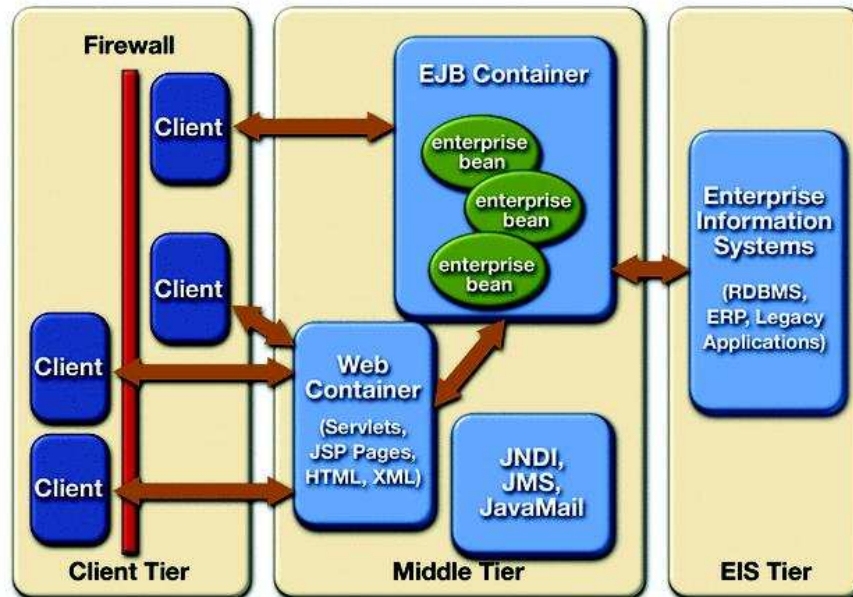 Firewall
Client
Client
Client
Client
Client Tier
EJB Container
enterprise
bean
enterprise
bean
enterprise
bean
Web
Container
(Servlets,
JSP Pages,
HTML, XML)
JNDI,
JMS,
JavaMail
Middle Tier
Enterprise
Information
Systems
(RDBMS,
ERP, Legacy
Applications)
EIS Tier